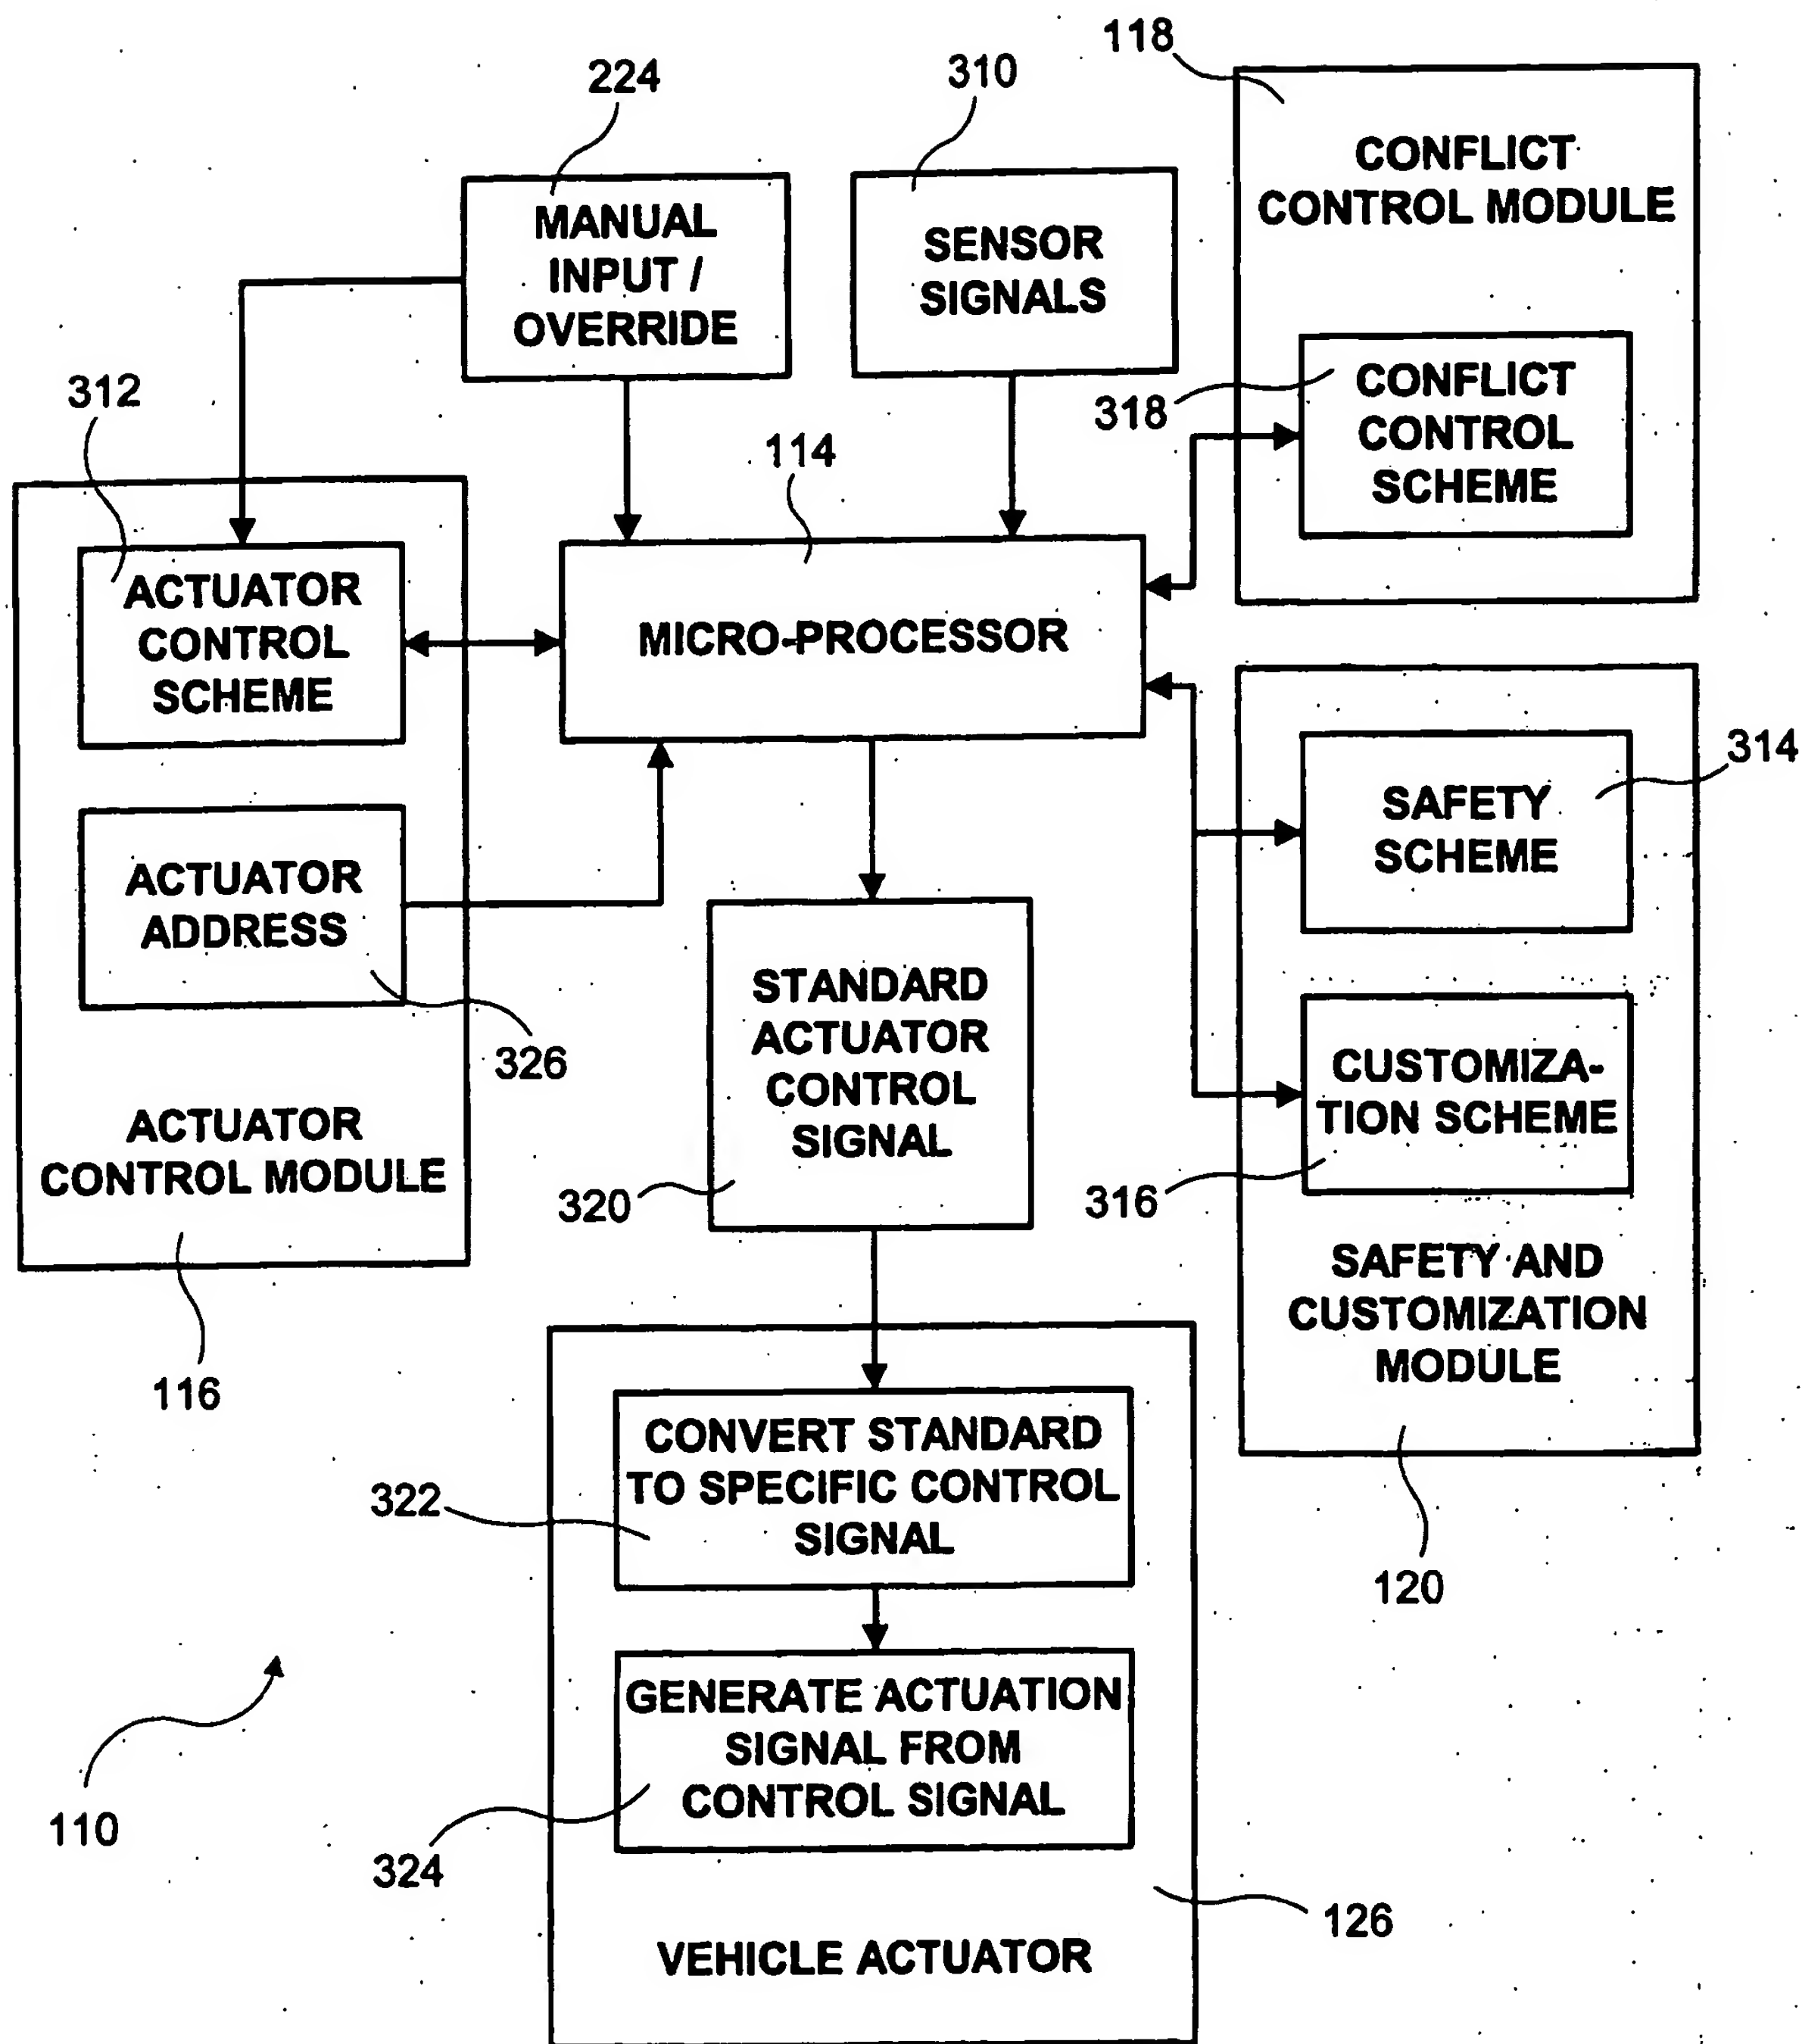 118
224
310
CONFLICT
CONTROL MODULE
MANUAL
INPUT /
OVERRIDE
SENSOR
SIGNALS
312
318
CONFLICT
CONTROL
SCHEME
114
ACTUATOR
CONTROL
SCHEME
MICRO-PROCESSOR
314
SAFETY
SCHEME
ACTUATOR
ADDRESS
326
STANDARD
ACTUATOR
CONTROL
SIGNAL
320
CUSTOMIZA-
TION SCHEME
316
ACTUATOR
CONTROL MODULE
116
SAFETY AND
CUSTOMIZATION
MODULE
120
CONVERT STANDARD
TO SPECIFIC CONTROL
SIGNAL
322
GENERATE ACTUATION
SIGNAL FROM
CONTROL SIGNAL
324
110
126
VEHICLE ACTUATOR